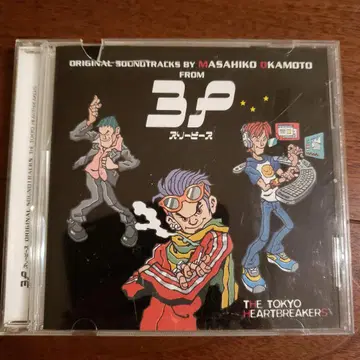 ORIGINAL SOUNDTRACKS BY MASAHIKO OKAMOTO
FROM
3P
スリーピース
THE TOKYO
HEARTBREAKERS